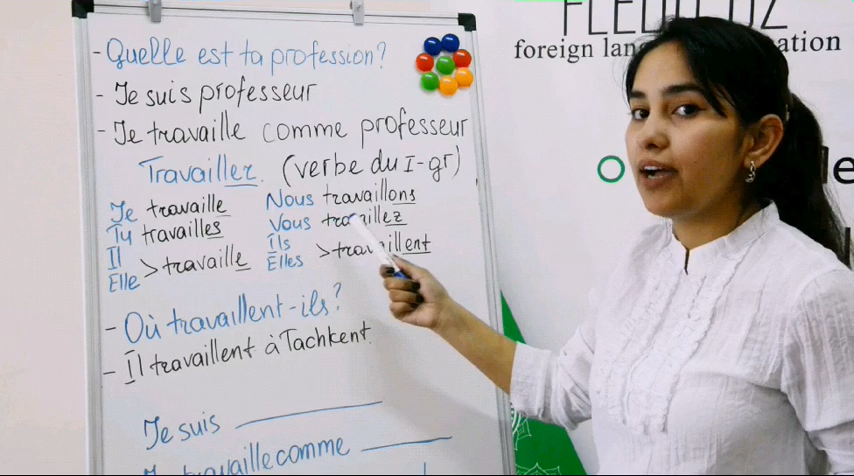 - Quelle est ta profession?
- Je suis professeur
- Je travaille comme professeur
Travailler. (verbe du I-gr)
Je travaille
Tu travailles
Il
Elle > travaille
Nous travaillons
Vous travaillez
Ils
Elles > travaillent
- Où travaillent-ils?
- Il travaillent à Tachkent.
Je suis
travaille comme
foreign